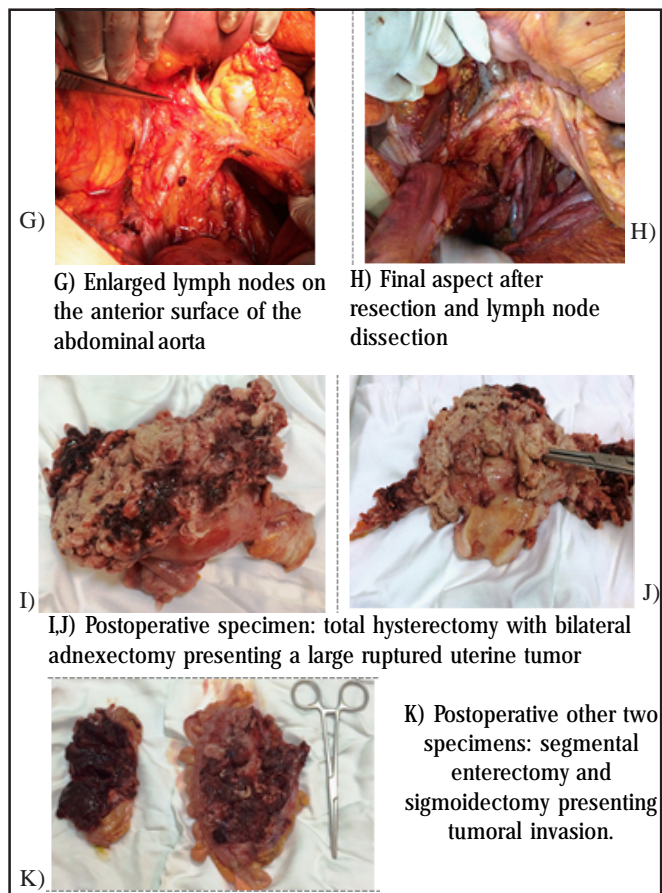 G)
H)
G) Enlarged lymph nodes on
the anterior surface of the
abdominal aorta
H) Final aspect after
resection and lymph node
dissection
I)
J)
I,J) Postoperative specimen: total hysterectomy with bilateral
adnexectomy presenting a large ruptured uterine tumor
K) Postoperative other two
specimens: segmental
enterectomy and
sigmoidectomy presenting
tumoral invasion.
K)